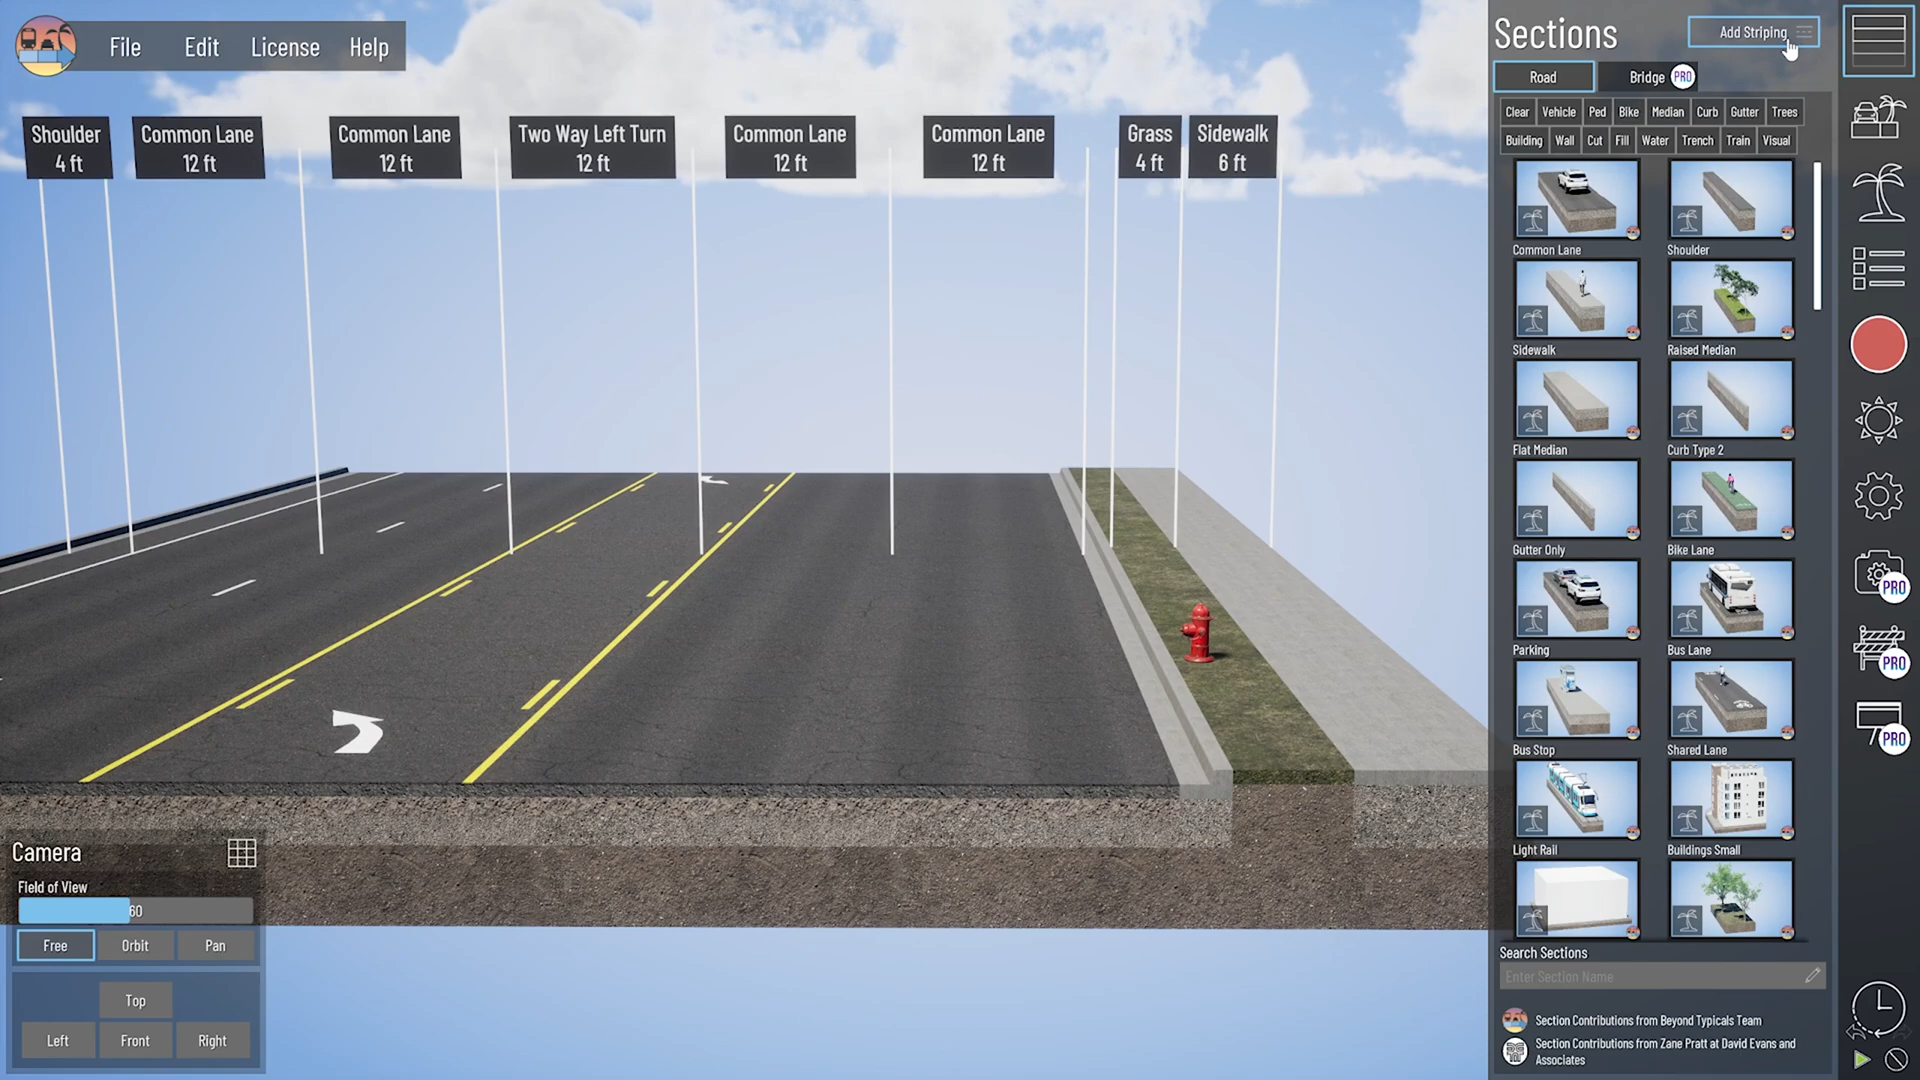 File Edit License Help
Shoulder
4 ft
Common Lane
12 ft
Common Lane
12 ft
Two Way Left Turn
12 ft
Common Lane
12 ft
Common Lane
12 ft
Grass
4 ft
Sidewalk
6 ft
Sections
Add Striping
Road Bridge PRO
Clear Vehicle Ped Bike Median Curb Gutter Trees
Building Wall Cut Fill Water Trench Train Visual
Common Lane Shoulder
Sidewalk Raised Median
Flat Median Curb Type 2
Gutter Only Bike Lane
Parking Bus Lane
Bus Stop Shared Lane
Light Rail Buildings Small
Search Sections
Enter Section Name
Section Contributions from Beyond Typicals Team
Section Contributions from Zane Pratt at David Evans and
Associates
PRO
PRO
PRO
Camera
Field of View
60
Free Orbit Pan
Top
Left Front Right